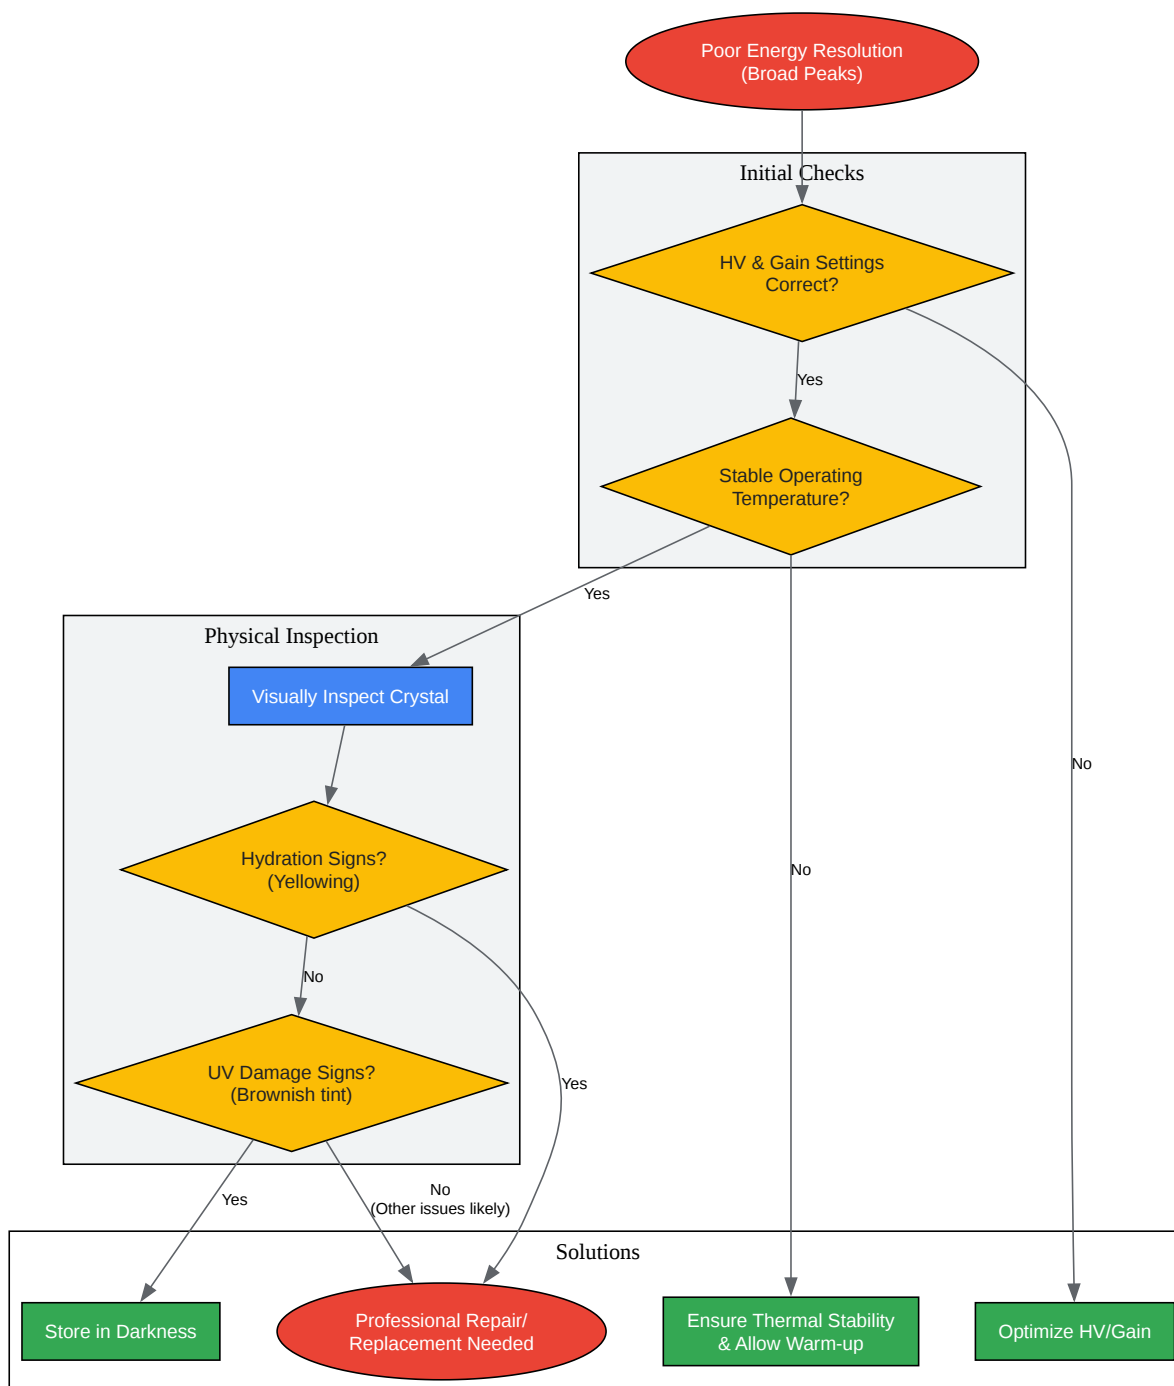 Poor Energy Resolution
(Broad Peaks)
Initial Checks
HV & Gain Settings
Correct?
Yes
Stable Operating
Temperature?
Yes
Physical Inspection
Visually Inspect Crystal
No
Hydration Signs?
(Yellowing)
No
No
UV Damage Signs?
(Brownish tint)
Yes
Yes
No
(Other issues likely)
Solutions
Store in Darkness
Professional Repair/
Replacement Needed
Ensure Thermal Stability
& Allow Warm-up
Optimize HV/Gain